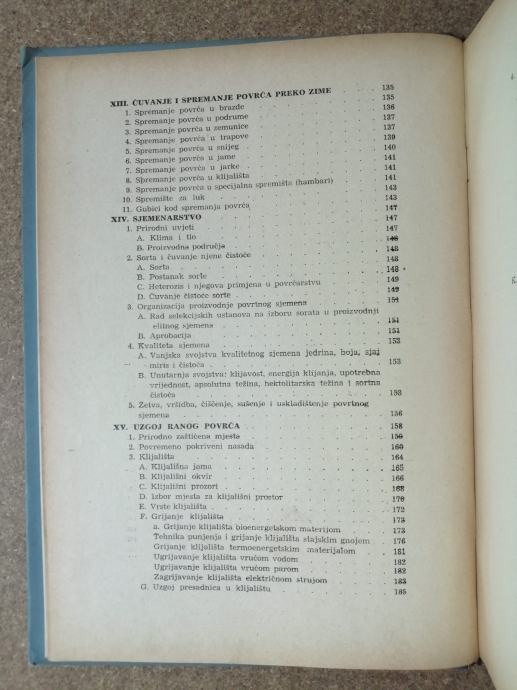 XIII. ČUVANJE I SPREMANJE POVRĆA PREKO ZIME . . . 135
1. Spremanje povrća u brazde . . . 135
2. Spremanje povrća u podrume . . . 136
3. Spremanje povrća u zemunice . . . 137
4. Spremanje povrća u trapove . . . 137
5. Spremanje povrća u snijeg . . . 139
6. Spremanje povrća u jame . . . 140
7. Spremanje povrća u jarke . . . 141
8. Spremanje povrća u klijališta . . . 141
9. Spremanje povrća u specijalna spremišta (hambari) . . . 141
10. Spremište za luk . . . 143
11. Gubici kod spremanja povrća . . . 143
XIV. SJEMENARSTVO . . . 147
1. Prirodni uvjeti . . . 147
A. Klima i tlo . . . 147
B. Proizvodna područja . . . 148
2. Sorta i čuvanje njene čistoće . . . 148
A. Sorta . . . 148
B. Postanak sorte . . . 148
C. Heterozis i njegova primjena u povrćarstvu . . . 149
D. Čuvanje čistoće sorte . . . 149
3. Organizacija proizvodnje povrtnog sjemena . . . 151
A. Rad selekcijskih ustanova na izboru sorata u proizvodnji
elitnog sjemena . . . 151
B. Aprobacija . . . 151
4. Kvaliteta sjemena . . . 153
A. Vanjska svojstva kvalitetnog sjemena jedrina, boja, sjaj
miris i čistoća . . . 153
B. Unutarnja svojstva: klijavost, energija klijanja, upotrebna
vrijednost, apsolutna težina, hektolitarska težina i sortna
čistoća . . . 153
5. Žetva, vršidba, čišćenje, sušenje i uskladištenje povrtnog
sjemena . . . 156
XV. UZGOJ RANOG POVRĆA . . . 158
1. Prirodno zaštićena mjesta . . . 159
2. Povremeno pokriveni nasada . . . 160
3. Klijališta . . . 164
A. Klijališna jama . . . 165
B. Klijališni okvir . . . 166
C. Klijališni prozori . . . 168
D. Izbor mjesta za klijališni prostor . . . 170
E. Vrste klijališta . . . 172
F. Grijanje klijališta . . . 173
a. Grijanje klijališta bioenergetskom materijom . . . 173
Tehnika punjenja i grijanje klijališta stajskim gnojem . . . 176
Grijanje klijališta termoenergetskim materijalom . . . 181
Ugrijavanje klijališta vrućom vodom . . . 182
Ugrijavanje klijališta vrućom parom . . . 182
Zagrijavanje klijališta električnom strujom . . . 183
G. Uzgoj presadnica u klijalištu . . . 185